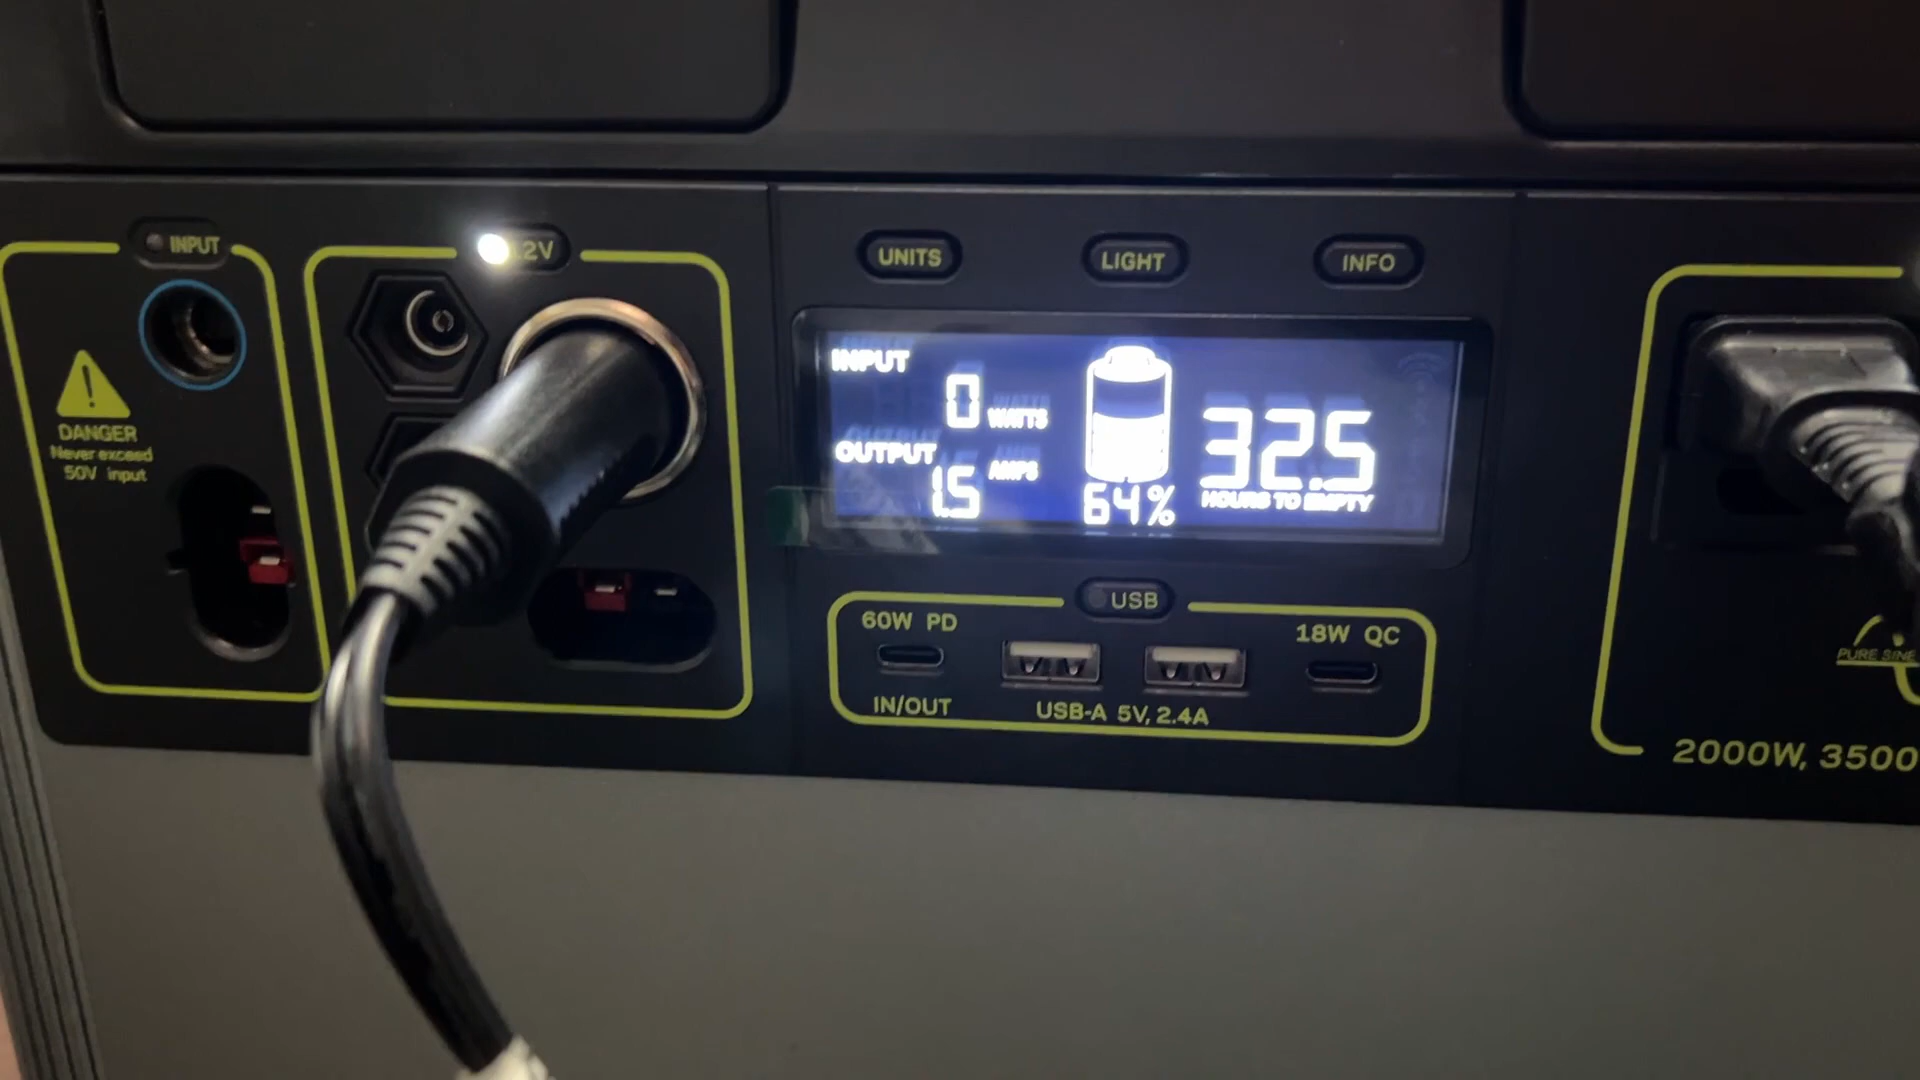 INPUT
DANGER
Never exceed
50V input
.2V
UNITS
LIGHT
INFO
INPUT
0 WATTS
OUTPUT
1.5 AMPS
64%
32.5
HOURS TO EMPTY
USB
60W PD
18W QC
IN/OUT
USB-A 5V, 2.4A
PURE SINE
2000W, 3500